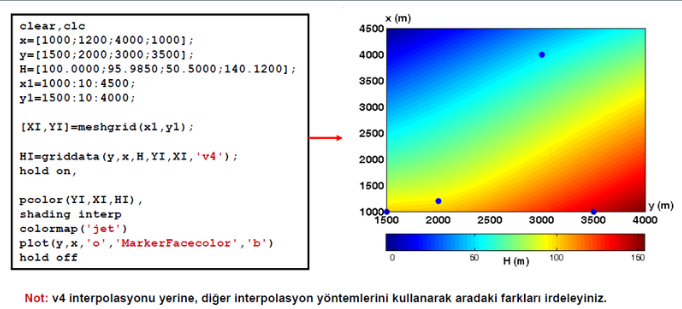 clear,clc
x=[1000;1200;4000;1000];
y=[1500;2000;3000;3500];
H=[100.0000;95.9850;50.5000;140.1200];
x1=1000:10:4500;
y1=1500:10:4000;
[XI,YI]=meshgrid(x1,y1);
HI=griddata(y,x,H,YI,XI,'v4');
hold on,
pcolor(YI,XI,HI),
shading interp
colormap('jet')
plot(y,x,'o','MarkerFacecolor','b')
hold off
x (m)
4500
4000
3500
3000
2500
2000
1500
1000
y (m)
1500 2000 2500 3000 3500 4000
0 50 100 150
H (m)
Not: v4 interpolasyonu yerine, diğer interpolasyon yöntemlerini kullanarak aradaki farkları irdeleyiniz.